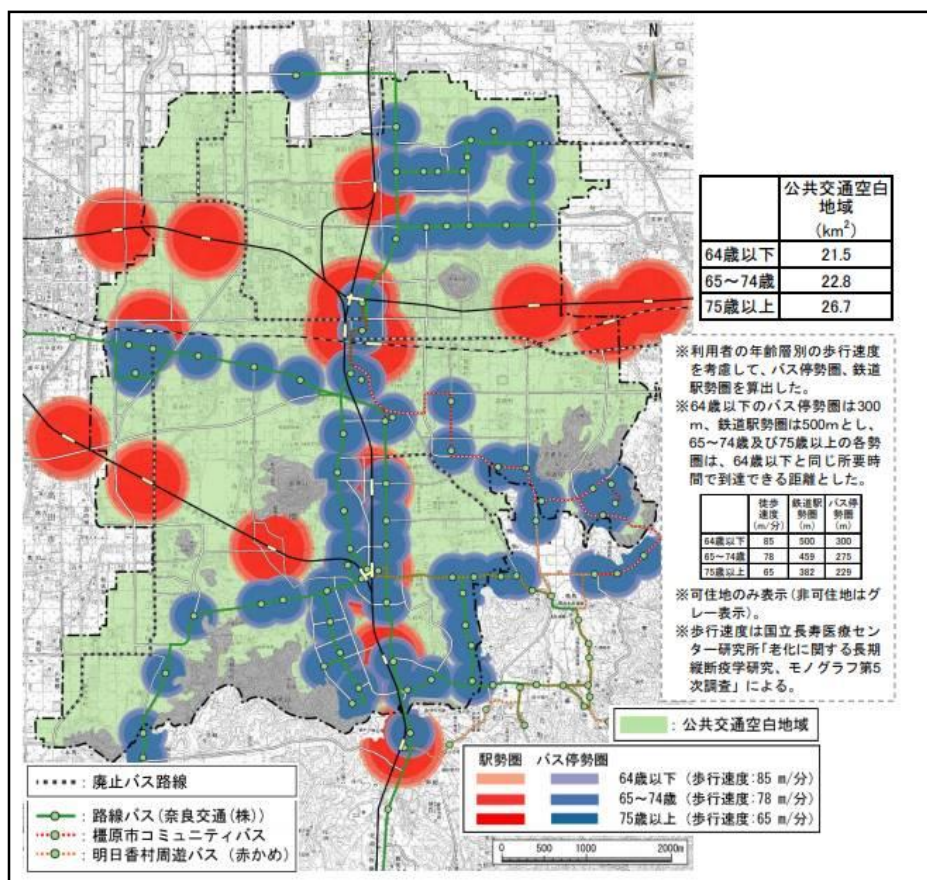 N
公共交通空白
地域
(km²)
64歳以下 21.5
65～74歳 22.8
75歳以上 26.7
※利用者の年齢層別の歩行速度
を考慮して、バス停勢圏、鉄道
駅勢圏を算出した。
※64歳以下のバス停勢圏は300
m、鉄道駅勢圏は500mとし、
65～74歳及び75歳以上の各勢
圏は、64歳以下と同じ所要時
間で到達できる距離とした。
徒歩速度(m/分) 鉄道駅勢圏(m) バス停勢圏(m)
64歳以下 85 500 300
65～74歳 78 459 275
75歳以上 65 382 229
※可住地のみ表示(非可住地はグ
レー表示)。
※歩行速度は国立長寿医療セン
ター研究所「老化に関する長期
縦断疫学研究、モノグラフ第5
次調査」による。
：公共交通空白地域
駅勢圏 バス停勢圏
64歳以下 (歩行速度:85 m/分)
65～74歳 (歩行速度:78 m/分)
75歳以上 (歩行速度:65 m/分)
：廃止バス路線
：路線バス(奈良交通(株))
：橿原市コミュニティバス
：明日香村周遊バス (赤かめ)
0 500 1000 2000m